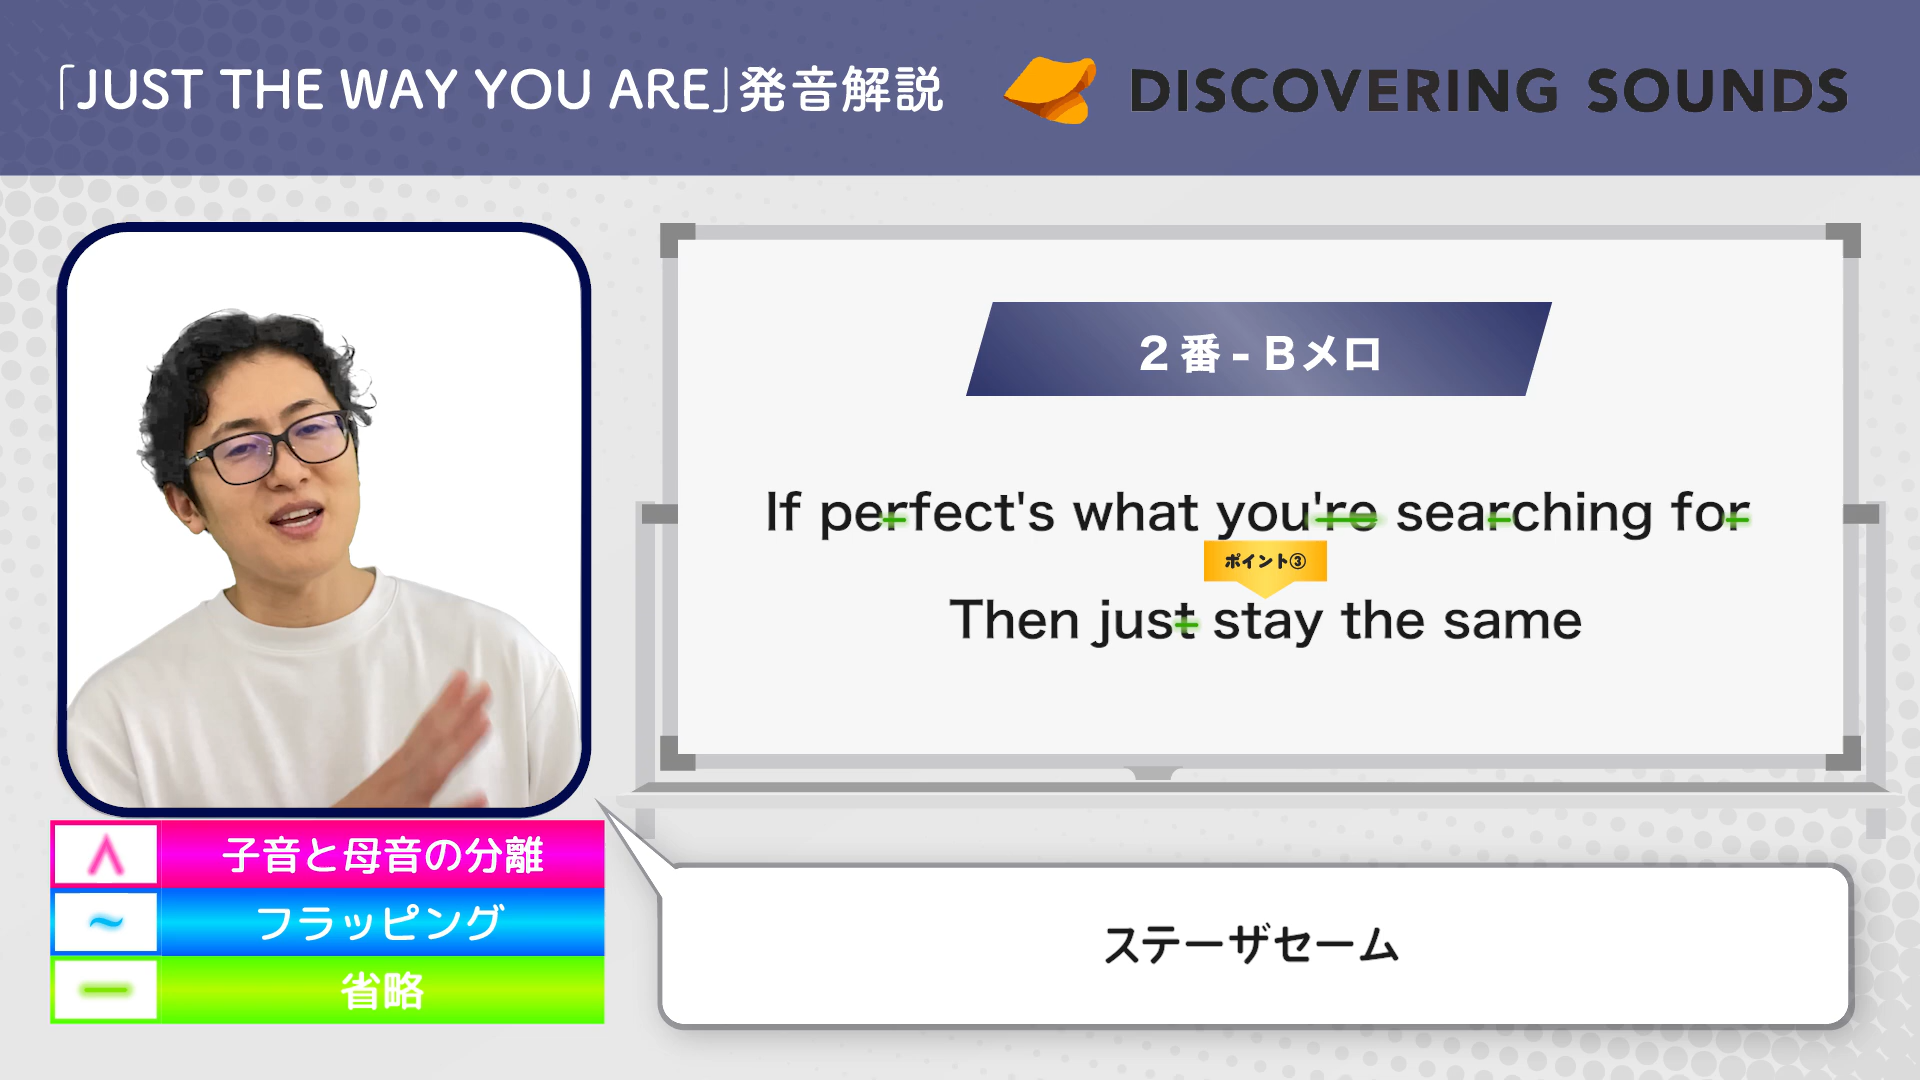 「JUST THE WAY YOU ARE」発音解説
DISCOVERING SOUNDS
2番-Bメロ
If perfect's what you're searching for
ポイント③
Then just stay the same
子音と母音の分離
フラッピング
省略
ステーザセーム